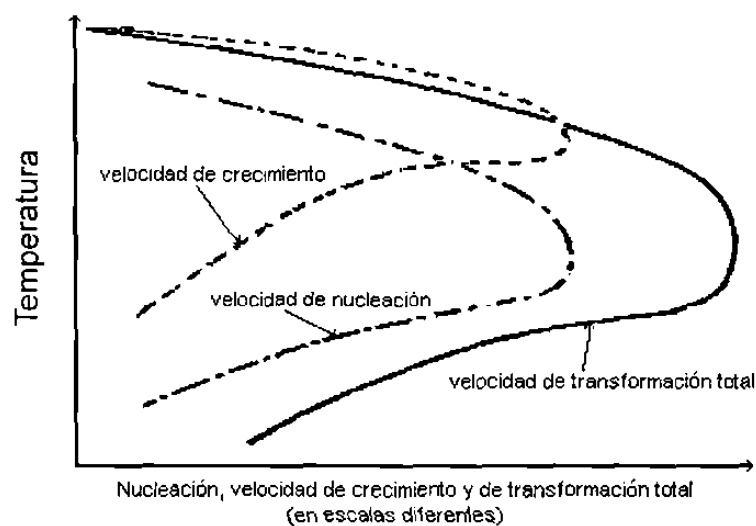 Temperatura
velocidad de crecimiento
velocidad de nucleación
velocidad de transformación total
Nucleación, velocidad de crecimiento y de transformación total
(en escalas diferentes)